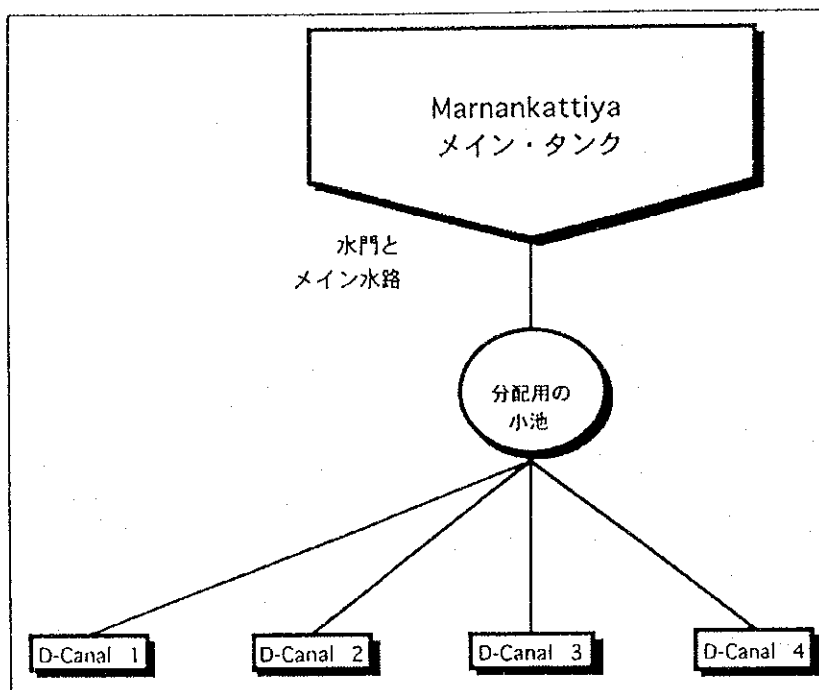 Marnankattiya
メイン・タンク
水門と
メイン水路
分配用の
小池
D-Canal 1
D-Canal 2
D-Canal 3
D-Canal 4